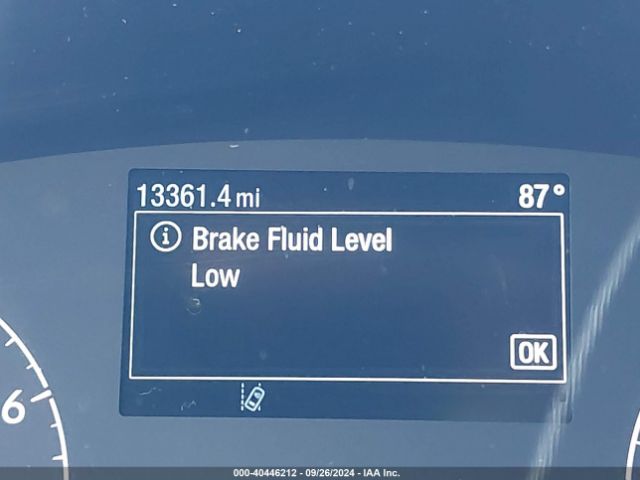 13361.4 mi 87°
Brake Fluid Level
Low
OK
6
000-40446212 - 09/26/2024 - IAA Inc.